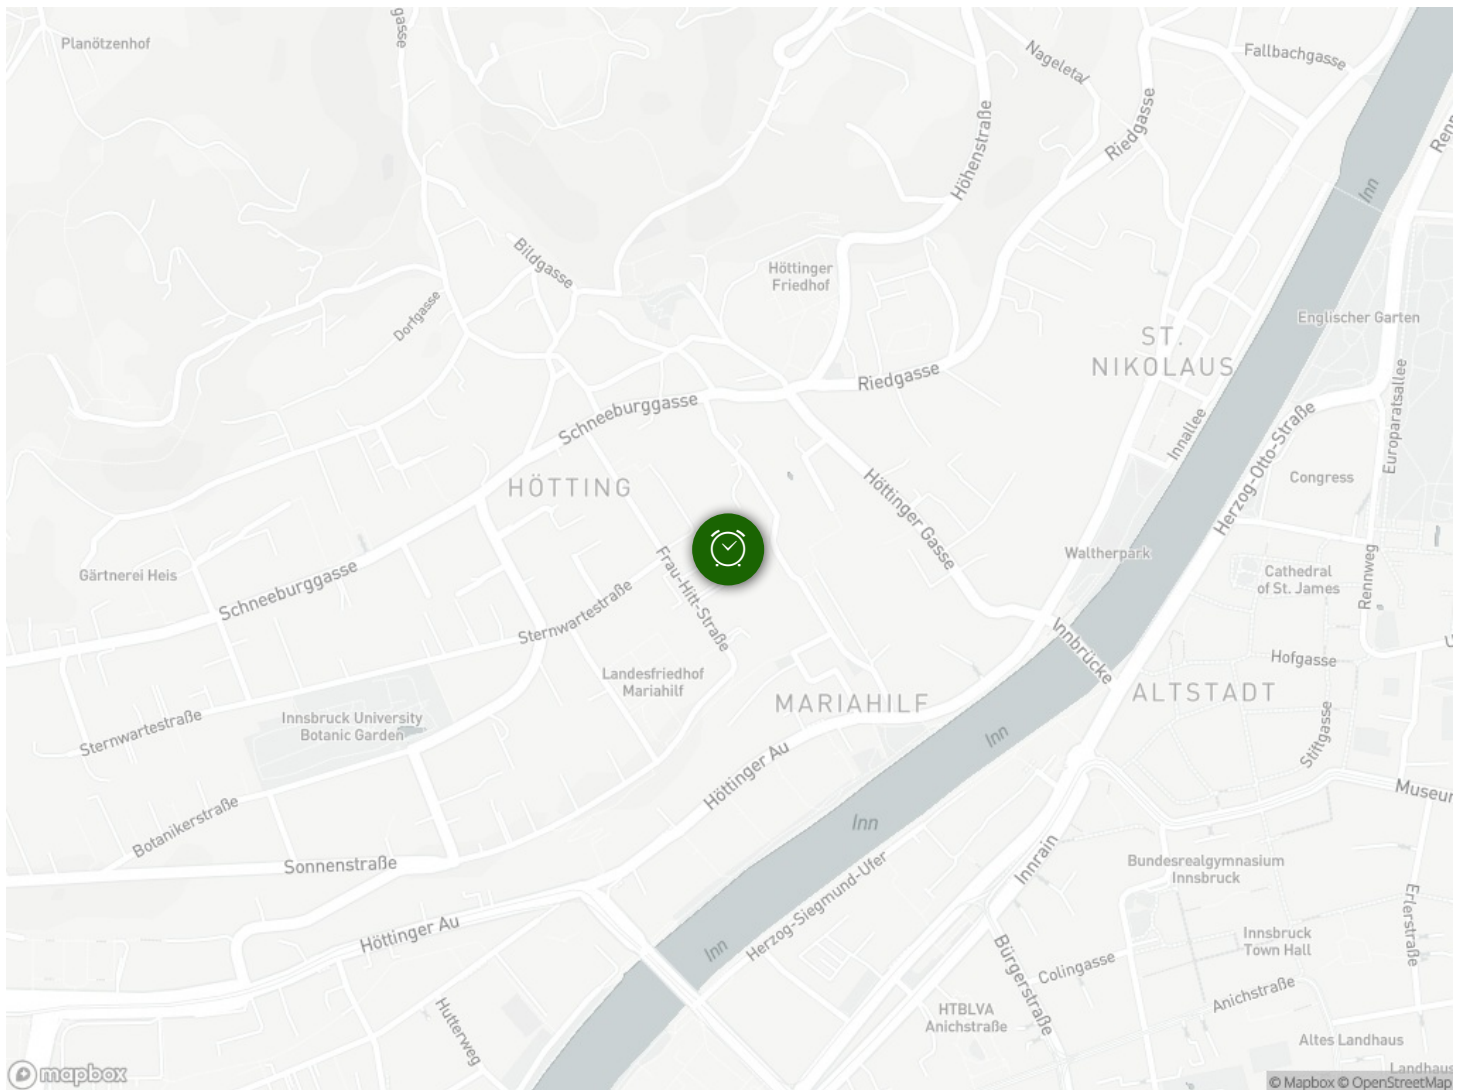 gasse
Planötzenhof
Nageletal
Fallbachgasse
Riedgasse
Höhenstraße
Inn
Bildgasse
Höttinger
Friedhof
Dorfgasse
Englischer Garten
ST.
NIKOLAUS
Riedgasse
Schneeburggasse
Innallee
Herzog-Otto-Straße
Europaratsallee
HÖTTING
Höttinger Gasse
Congress
Waltherpark
Gärtnerei Heis
Schneeburggasse
Frau-Hitt-Straße
Sternwartestraße
Cathedral
of St. James
Rennweg
Innbrücke
Hofgasse
Landesfriedhof
Mariahilf
MARIAHILF
ALTSTADT
Sternwartestraße
Innsbruck University
Botanic Garden
Inn
Stiftgasse
Höttinger Au
Botanikerstraße
Inn
Sonnenstraße
Innrain
Bundesrealgymnasium
Innsbruck
Herzog-Siegmund-Ufer
Erlerstraße
Höttinger Au
Inn
Innsbruck
Town Hall
Colingasse
Bürgerstraße
Anichstraße
Hutterweg
HTBLVA
Anichstraße
Altes Landhaus
Landhaus
mapbox
© Mapbox © OpenStreetMap